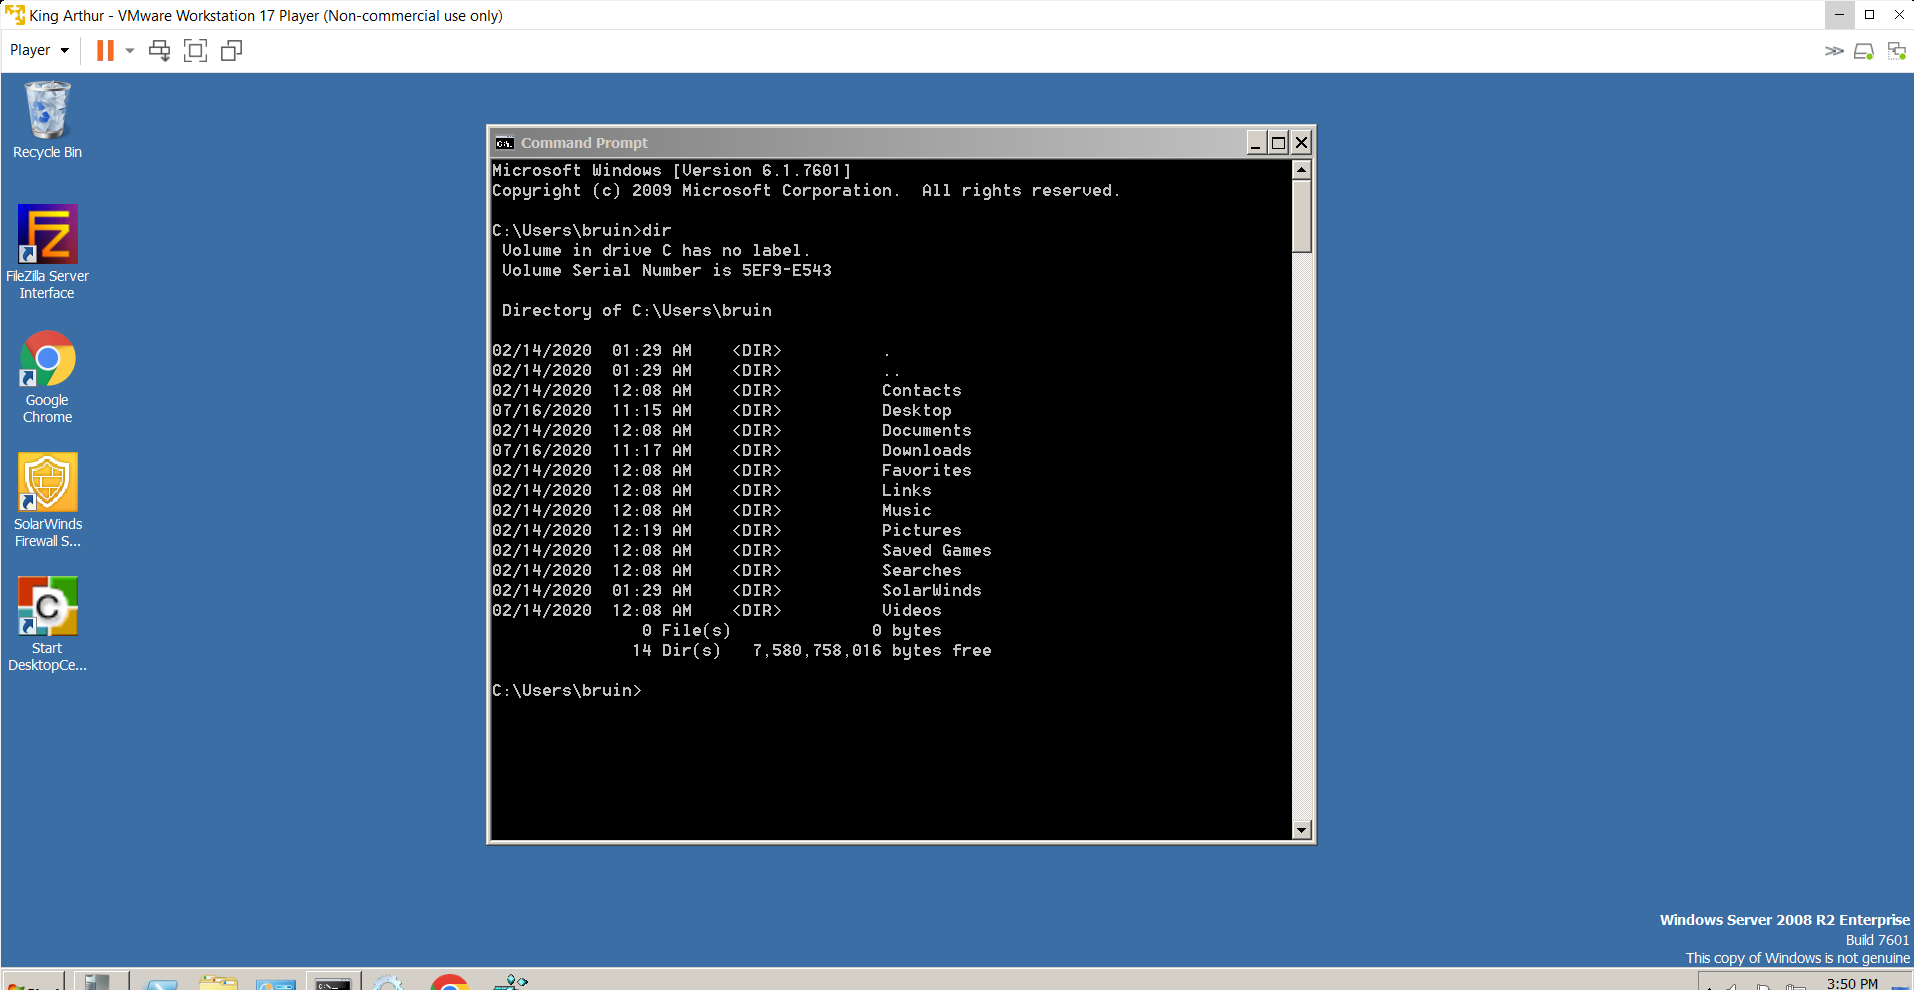 King Arthur - VMware Workstation 17 Player (Non-commercial use only)
Player
Recycle Bin
FileZilla Server
Interface
Google
Chrome
SolarWinds
Firewall S...
Start
DesktopCe...
Command Prompt
Microsoft Windows [Version 6.1.7601]
Copyright (c) 2009 Microsoft Corporation.  All rights reserved.
C:\Users\bruin>dir
Volume in drive C has no label.
Volume Serial Number is 5EF9-E543
Directory of C:\Users\bruin
02/14/2020  01:29 AM    <DIR>          .
02/14/2020  01:29 AM    <DIR>          ..
02/14/2020  12:08 AM    <DIR>          Contacts
07/16/2020  11:15 AM    <DIR>          Desktop
02/14/2020  12:08 AM    <DIR>          Documents
07/16/2020  11:17 AM    <DIR>          Downloads
02/14/2020  12:08 AM    <DIR>          Favorites
02/14/2020  12:08 AM    <DIR>          Links
02/14/2020  12:08 AM    <DIR>          Music
02/14/2020  12:19 AM    <DIR>          Pictures
02/14/2020  12:08 AM    <DIR>          Saved Games
02/14/2020  12:08 AM    <DIR>          Searches
02/14/2020  01:29 AM    <DIR>          SolarWinds
02/14/2020  12:08 AM    <DIR>          Videos
0 File(s)              0 bytes
14 Dir(s)   7,580,758,016 bytes free
C:\Users\bruin>
Windows Server 2008 R2 Enterprise
Build 7601
This copy of Windows is not genuine
3:50 PM